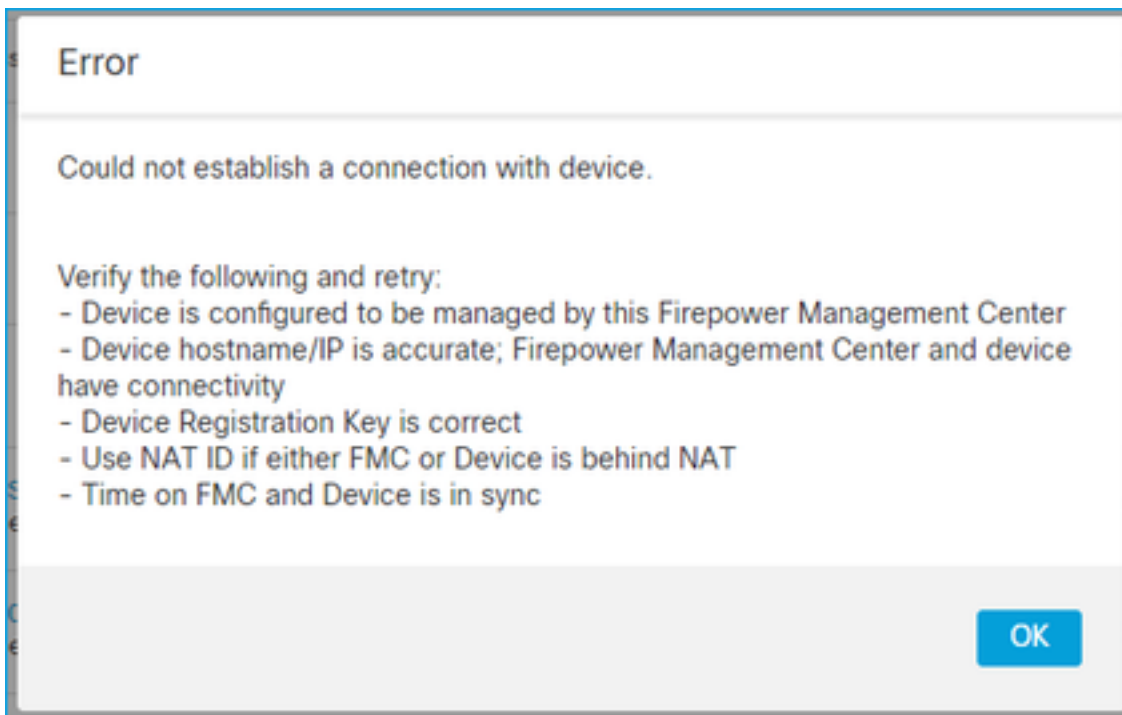 Error
Could not establish a connection with device.
Verify the following and retry:
- Device is configured to be managed by this Firepower Management Center
- Device hostname/IP is accurate; Firepower Management Center and device
have connectivity
- Device Registration Key is correct
- Use NAT ID if either FMC or Device is behind NAT
- Time on FMC and Device is in sync
OK